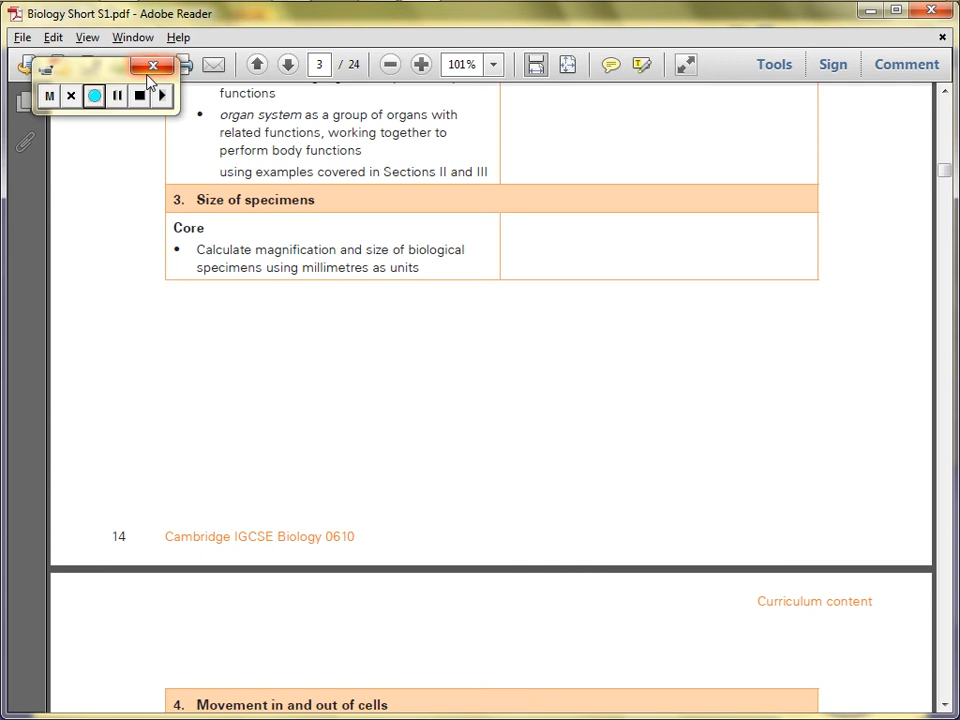 Biology Short S1.pdf - Adobe Reader
File Edit View Window Help
3 / 24 101% Tools Sign Comment
M
functions
• organ system as a group of organs with
related functions, working together to
perform body functions
using examples covered in Sections II and III
3. Size of specimens
Core
• Calculate magnification and size of biological
specimens using millimetres as units
14 Cambridge IGCSE Biology 0610
Curriculum content
4. Movement in and out of cells